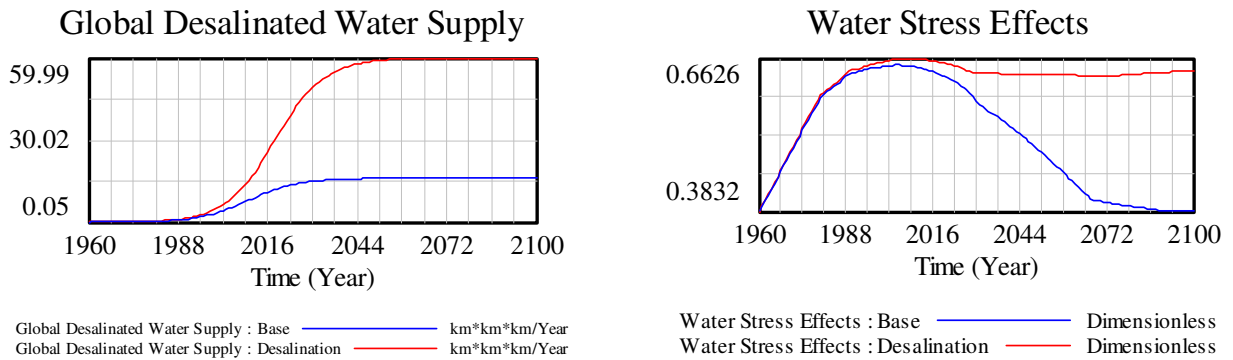 Global Desalinated Water Supply
59.99
30.02
0.05
1960 1988 2016 2044 2072 2100
Time (Year)
Global Desalinated Water Supply : Base km*km*km/Year
Global Desalinated Water Supply : Desalination km*km*km/Year
Water Stress Effects
0.6626
0.3832
1960 1988 2016 2044 2072 2100
Time (Year)
Water Stress Effects : Base Dimensionless
Water Stress Effects : Desalination Dimensionless